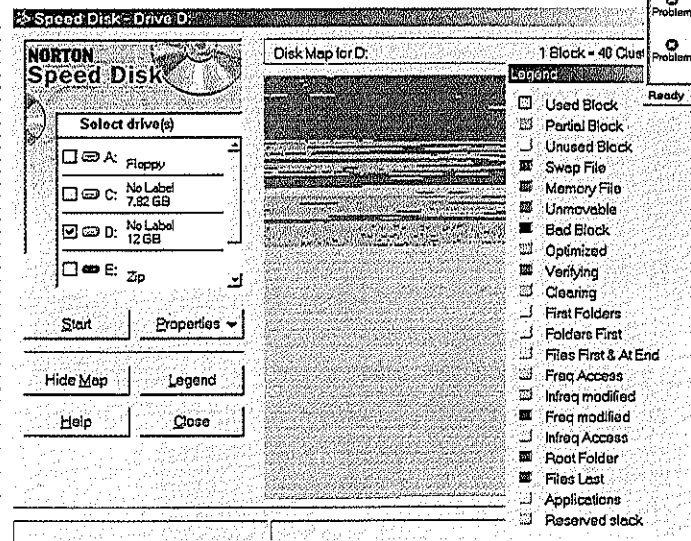 Speed Disk - Drive D:
NORTON
Speed Disk
Select drive(s)
A: Floppy
C: No Label
7.82 GB
D: No Label
12 GB
E: Zip
Start
Properties
Hide Map
Legend
Help
Close
Disk Map for D:
1 Block = 40 Clust
Legend
Used Block
Partial Block
Unused Block
Swap File
Memory File
Unmovable
Bad Block
Optimized
Verifying
Clearing
First Folders
Folders First
Files First & At End
Freq Access
Infreq modified
Freq modified
Infreq Access
Root Folder
Files Last
Applications
Reserved slack
Problem
Problem
Ready